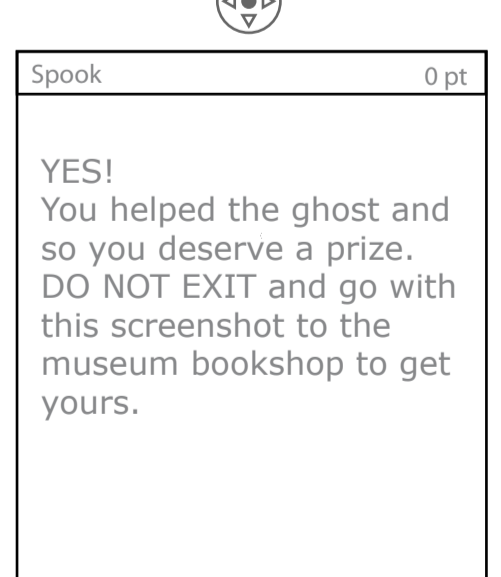 Spook
0 pt
YES!
You helped the ghost and
so you deserve a prize.
DO NOT EXIT and go with
this screenshot to the
museum bookshop to get
yours.